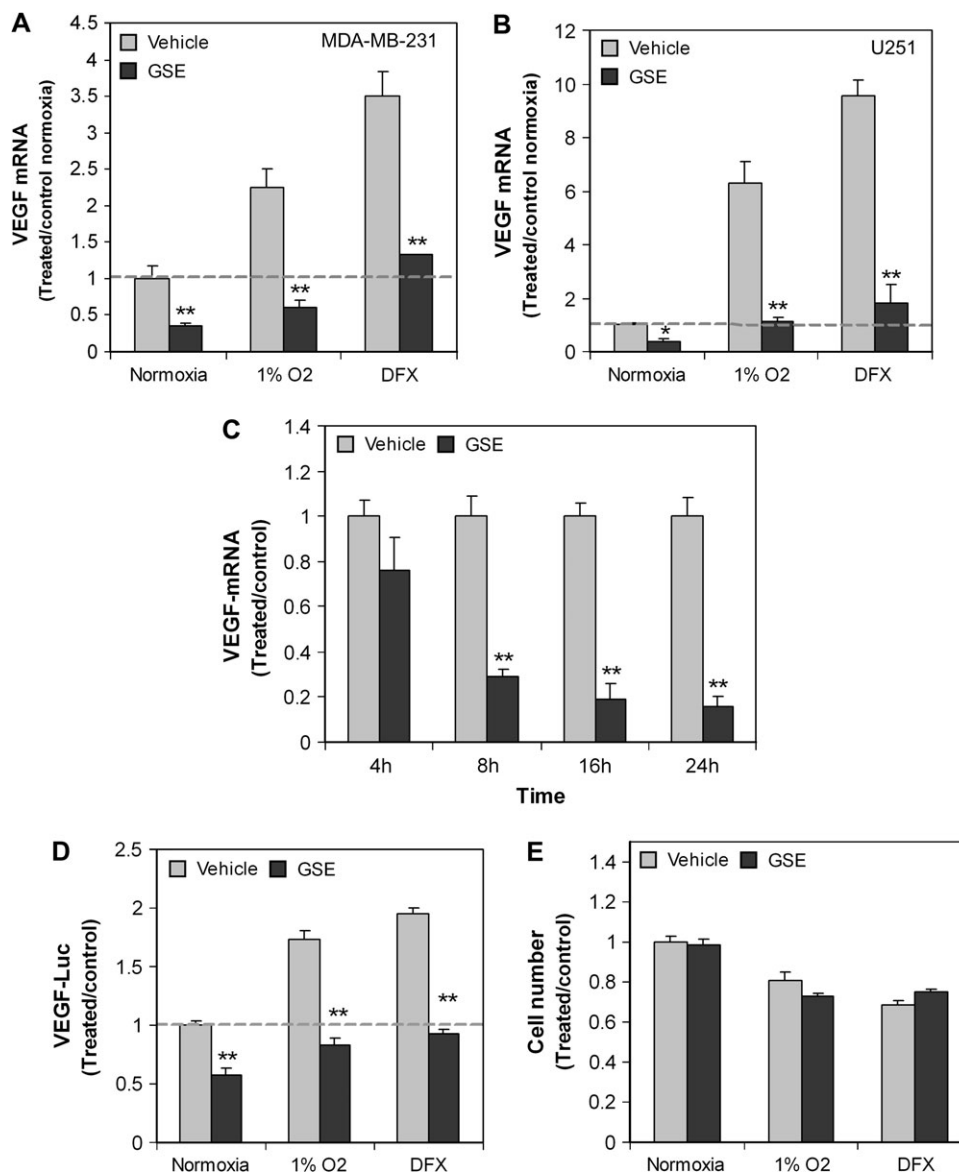 A
Vehicle
GSE
MDA-MB-231
VEGF mRNA
(Treated/control normoxia)
4.5
4
3.5
3
2.5
2
1.5
1
0.5
0
**
**
**
Normoxia
1% O2
DFX
B
Vehicle
GSE
U251
VEGF mRNA
(Treated/control normoxia)
12
10
8
6
4
2
0
*
**
**
Normoxia
1% O2
DFX
C
Vehicle
GSE
VEGF-mRNA
(Treated/control)
1.4
1.2
1
0.8
0.6
0.4
0.2
0
**
**
**
4h
8h
16h
24h
Time
D
Vehicle
GSE
VEGF-Luc
(Treated/control)
2.5
2
1.5
1
0.5
0
**
**
**
Normoxia
1% O2
DFX
E
Vehicle
GSE
Cell number
(Treated/control)
1.4
1.2
1
0.8
0.6
0.4
0.2
0
Normoxia
1% O2
DFX